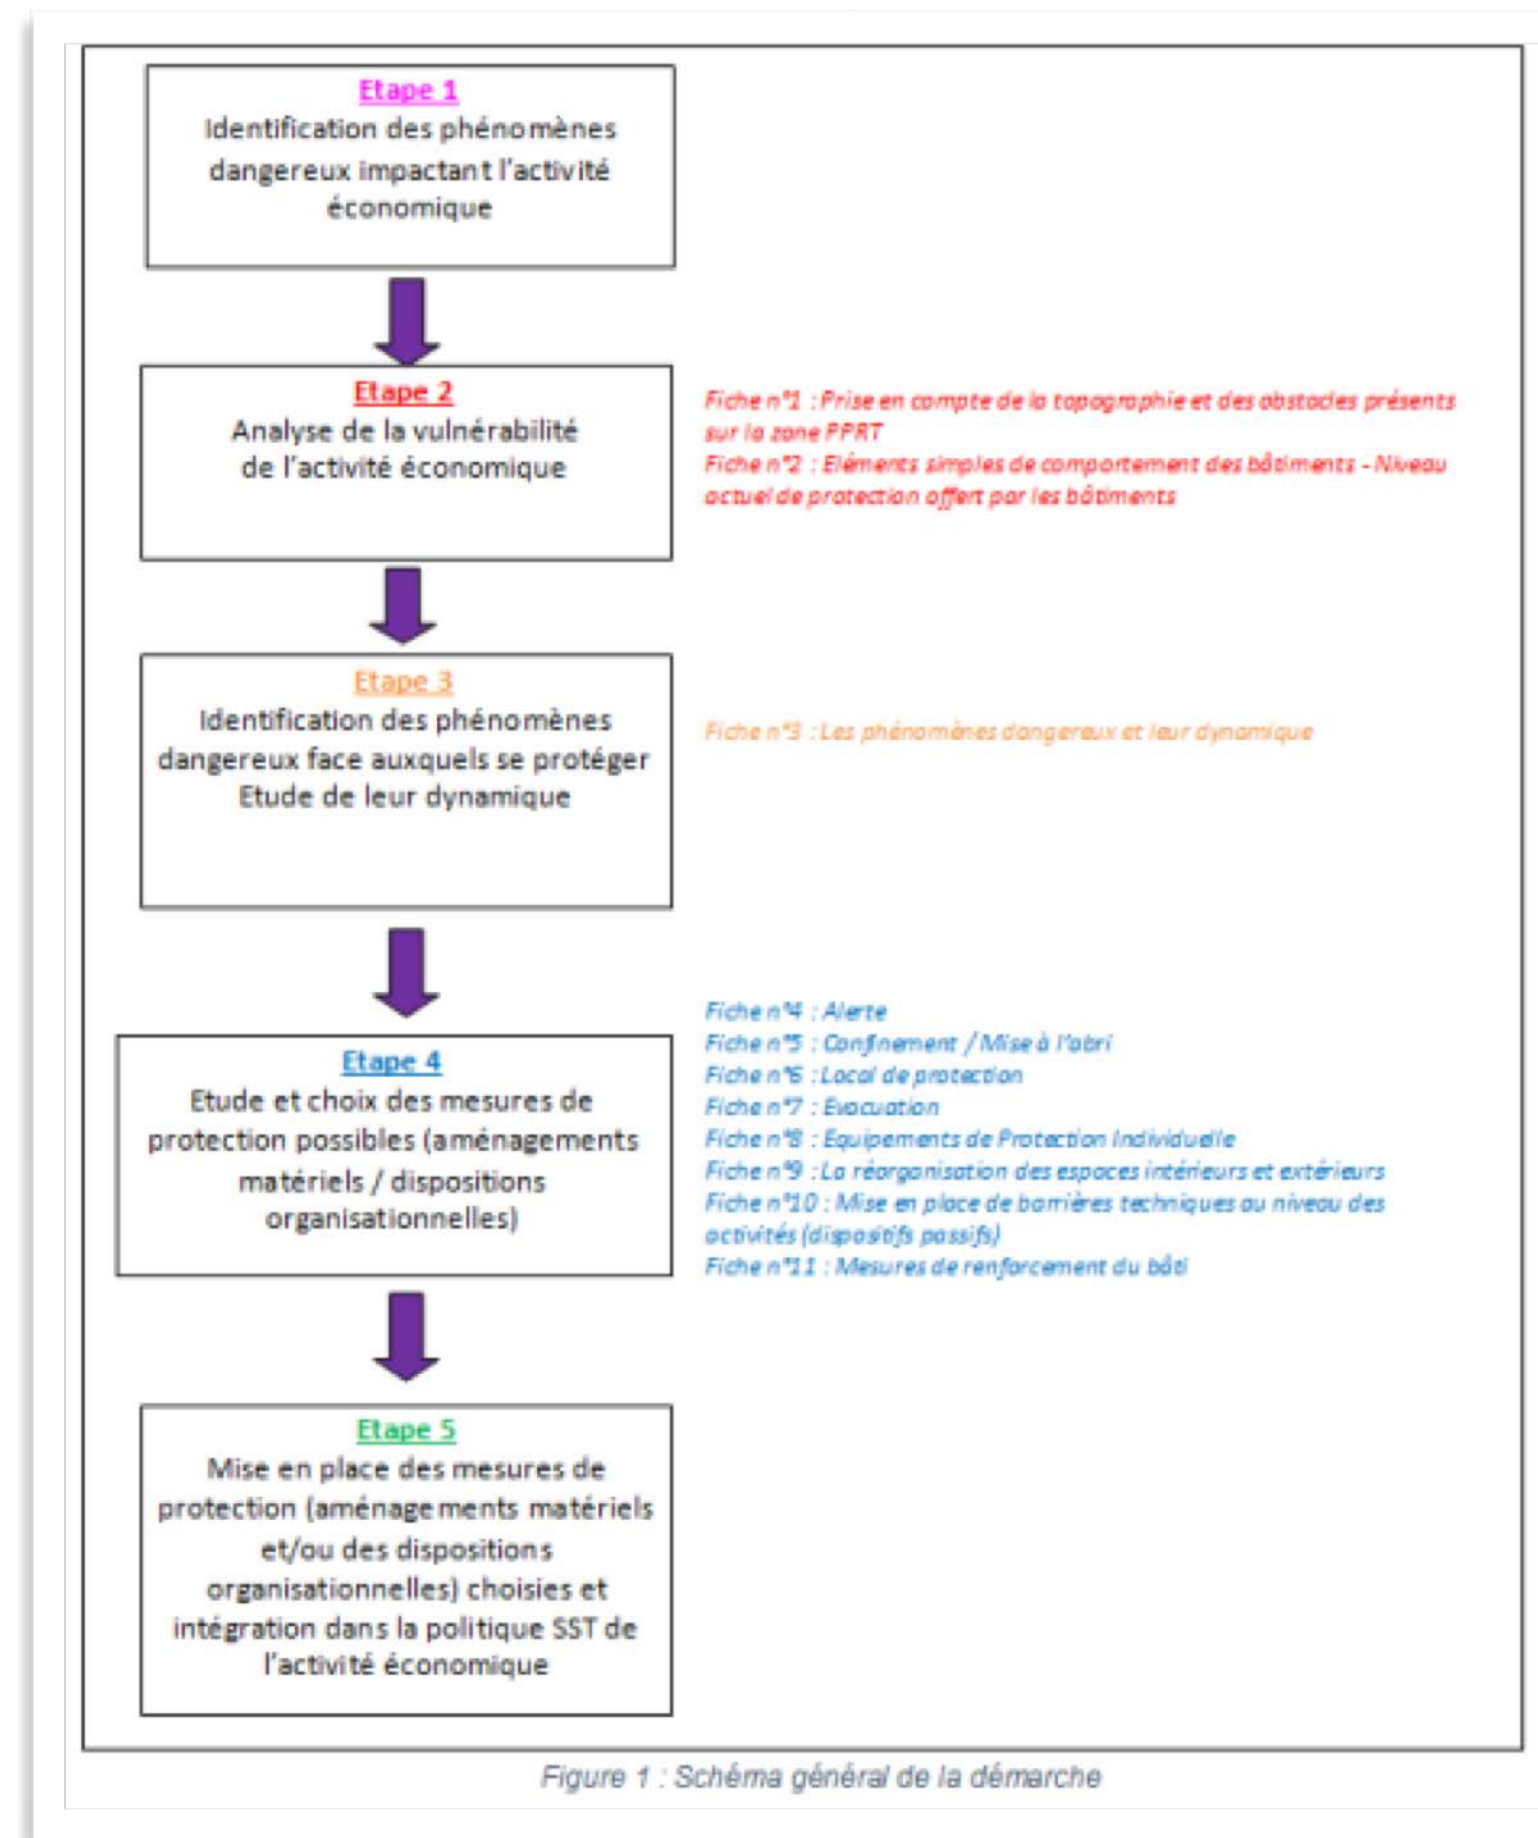 Etape 1
Identification des phénomènes
dangereux impactant l'activité
économique
Etape 2
Analyse de la vulnérabilité
de l'activité économique
Fiche n°1 : Prise en compte de la topographie et des obstacles présents
sur la zone PPRT
Fiche n°2 : Eléments simples de comportement des bâtiments - Niveau
actuel de protection offert par les bâtiments
Etape 3
Identification des phénomènes
dangereux face auxquels se protéger
Etude de leur dynamique
Fiche n°3 : Les phénomènes dangereux et leur dynamique
Etape 4
Etude et choix des mesures de
protection possibles (aménagements
matériels / dispositions
organisationnelles)
Fiche n°4 : Alerte
Fiche n°5 : Confinement / Mise à l'abri
Fiche n°6 : Local de protection
Fiche n°7 : Evacuation
Fiche n°8 : Equipements de Protection Individuelle
Fiche n°9 : La réorganisation des espaces intérieurs et extérieurs
Fiche n°10 : Mise en place de barrières techniques au niveau des
activités (dispositifs passifs)
Fiche n°11 : Mesures de renforcement du bâti
Etape 5
Mise en place des mesures de
protection (aménagements matériels
et/ou des dispositions
organisationnelles) choisies et
intégration dans la politique SST de
l'activité économique
Figure 1 : Schéma général de la démarche